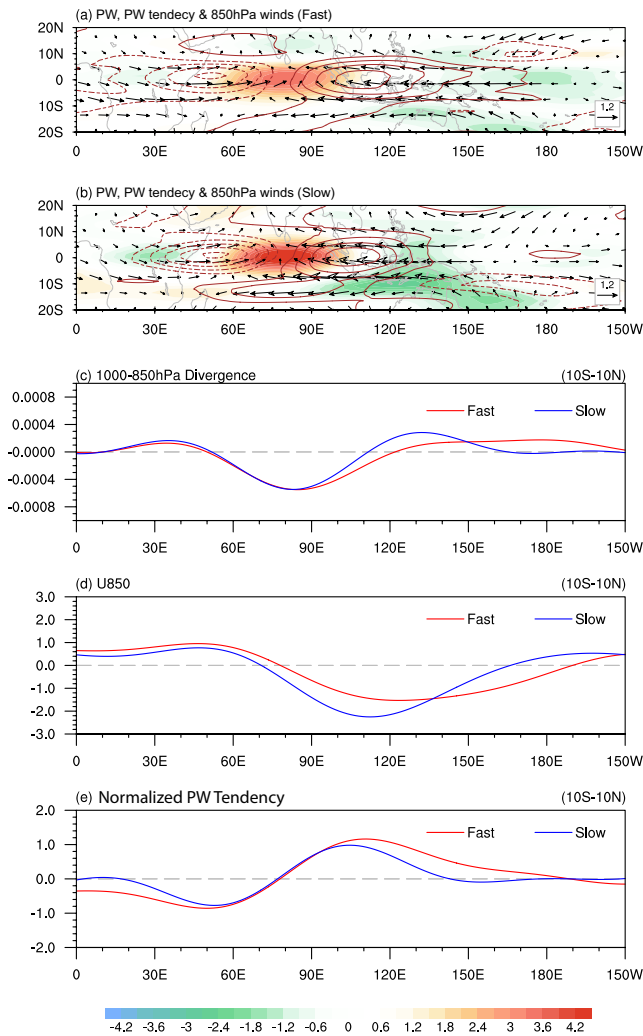 (a) PW, PW tendecy & 850hPa winds (Fast)
20N
10N
0
10S
20S
1.2
0 30E 60E 90E 120E 150E 180 150W
(b) PW, PW tendecy & 850hPa winds (Slow)
20N
10N
0
10S
20S
1.2
0 30E 60E 90E 120E 150E 180 150W
(c) 1000-850hPa Divergence (10S-10N)
Fast Slow
0.0008
0.0004
-0.0000
-0.0004
-0.0008
0 30E 60E 90E 120E 150E 180E 150W
(d) U850 (10S-10N)
Fast Slow
3.0
2.0
1.0
0.0
-1.0
-2.0
-3.0
0 30E 60E 90E 120E 150E 180E 150W
(e) Normalized PW Tendency (10S-10N)
Fast Slow
2.0
1.0
0.0
-1.0
-2.0
0 30E 60E 90E 120E 150E 180E 150W
-4.2 -3.6 -3 -2.4 -1.8 -1.2 -0.6 0 0.6 1.2 1.8 2.4 3 3.6 4.2